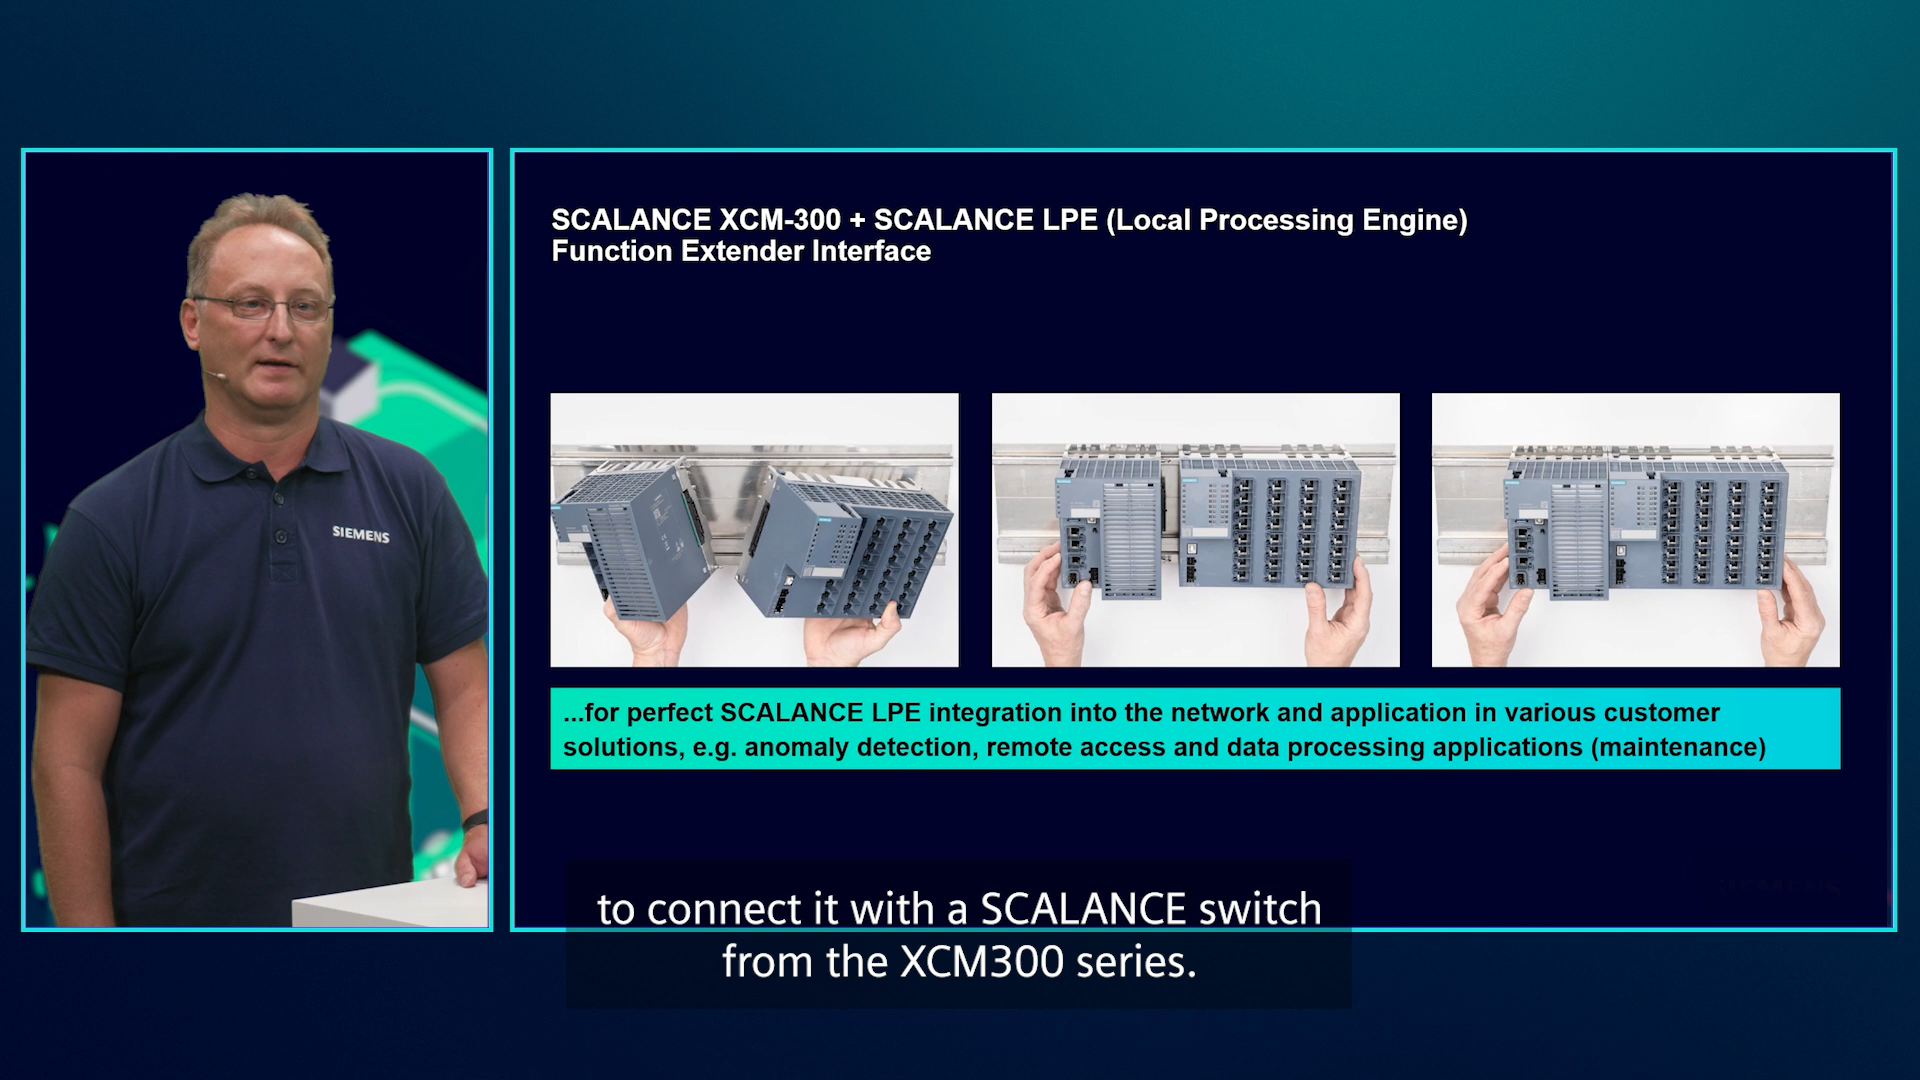 SCALANCE XCM-300 + SCALANCE LPE (Local Processing Engine)
Function Extender Interface
SIEMENS
...for perfect SCALANCE LPE integration into the network and application in various customer
solutions, e.g. anomaly detection, remote access and data processing applications (maintenance)
to connect it with a SCALANCE switch
from the XCM300 series.